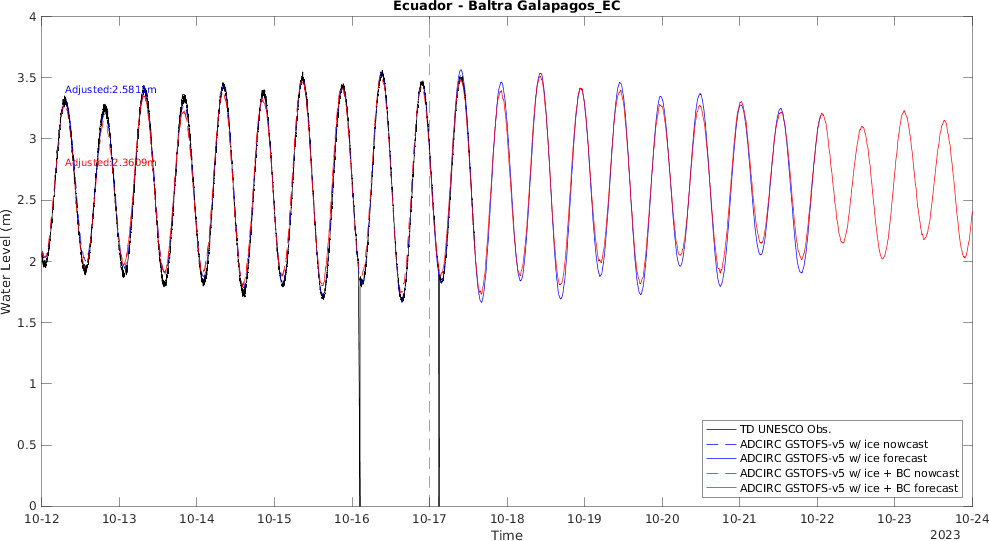 Ecuador - Baltra Galapagos_EC
4
3.5
3
2.5
2
1.5
1
0.5
0
Water Level (m)
Adjusted:2.5815m
Adjusted:2.3609m
TD UNESCO Obs.
ADCIRC GSTOFS-v5 w/ ice nowcast
ADCIRC GSTOFS-v5 w/ ice forecast
ADCIRC GSTOFS-v5 w/ ice + BC nowcast
ADCIRC GSTOFS-v5 w/ ice + BC forecast
10-12 10-13 10-14 10-15 10-16 10-17 10-18 10-19 10-20 10-21 10-22 10-23 10-24
Time
2023